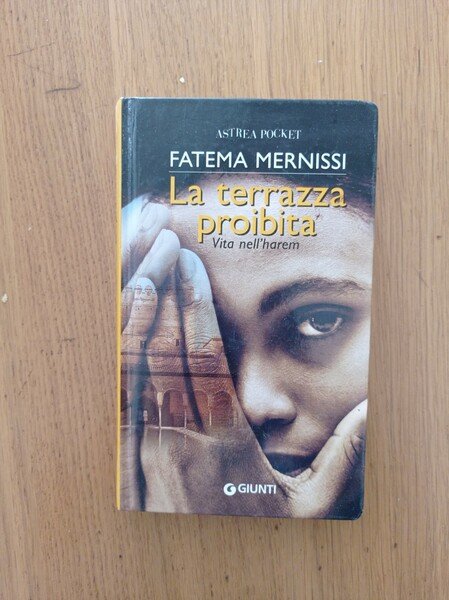 ASTREA POCKET
FATEMA MERNISSI
La terrazza
proibita
Vita nell'harem
GIUNTI